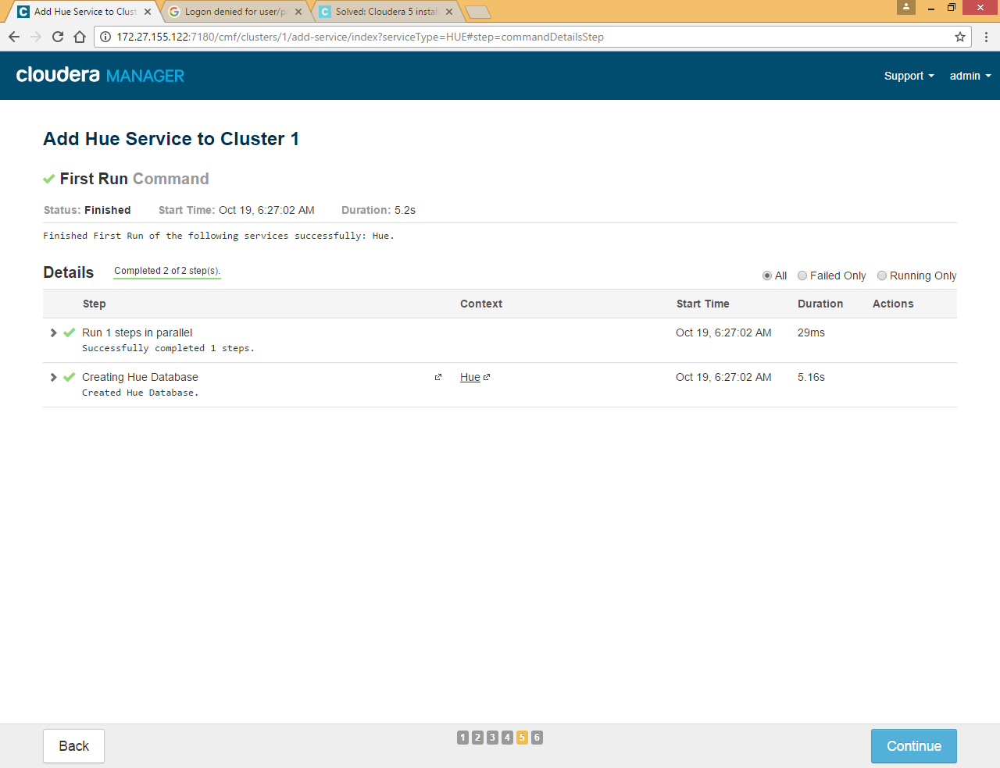 Add Hue Service to Clust
Logon denied for user/pa
Solved: Cloudera 5 instal
172.27.155.122:7180/cmf/clusters/1/add-service/index?serviceType=HUE#step=commandDetailsStep
cloudera MANAGER
Support
admin
Add Hue Service to Cluster 1
First Run Command
Status: Finished
Start Time: Oct 19, 6:27:02 AM
Duration: 5.2s
Finished First Run of the following services successfully: Hue.
Details
Completed 2 of 2 step(s).
All
Failed Only
Running Only
Step Context Start Time Duration Actions
Run 1 steps in parallel Oct 19, 6:27:02 AM 29ms
Successfully completed 1 steps.
Creating Hue Database Hue Oct 19, 6:27:02 AM 5.16s
Created Hue Database.
Back
1 2 3 4 5 6
Continue